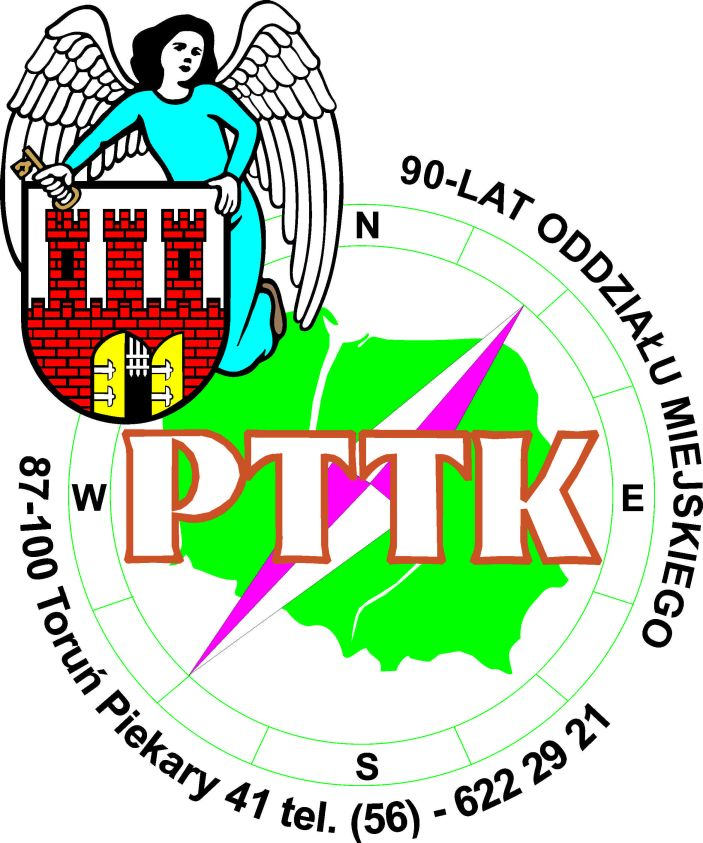 90-LAT ODDZIAŁU MIEJSKIEGO
N
W
E
PTTK
S
87-100 Toruń Piekary 41 tel. (56) - 622 29 21